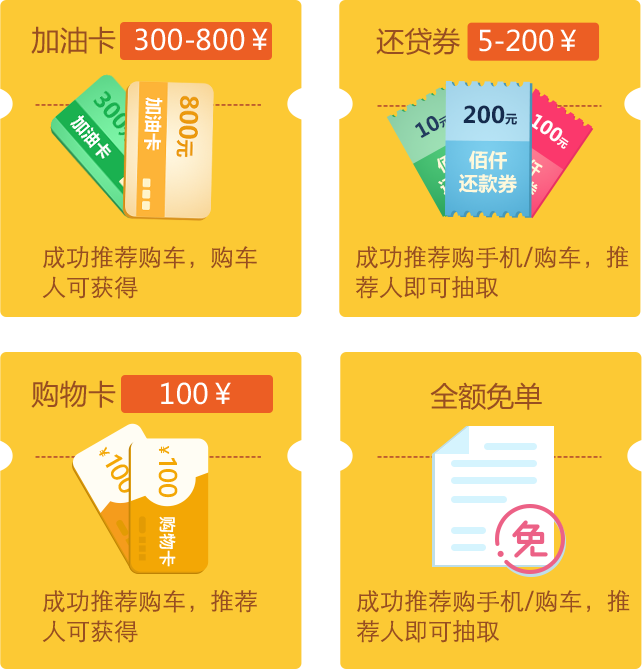 加油卡 300-800¥
300
加油卡
800元
加油卡
成功推荐购车，购车
人可获得
还贷券 5-200¥
10元
200元
100元
佰仟
还款券
成功推荐购手机/购车，推
荐人即可抽取
购物卡 100¥
100
¥100
购物卡
成功推荐购车，推荐
人可获得
全额免单
免
成功推荐购手机/购车，推
荐人即可抽取